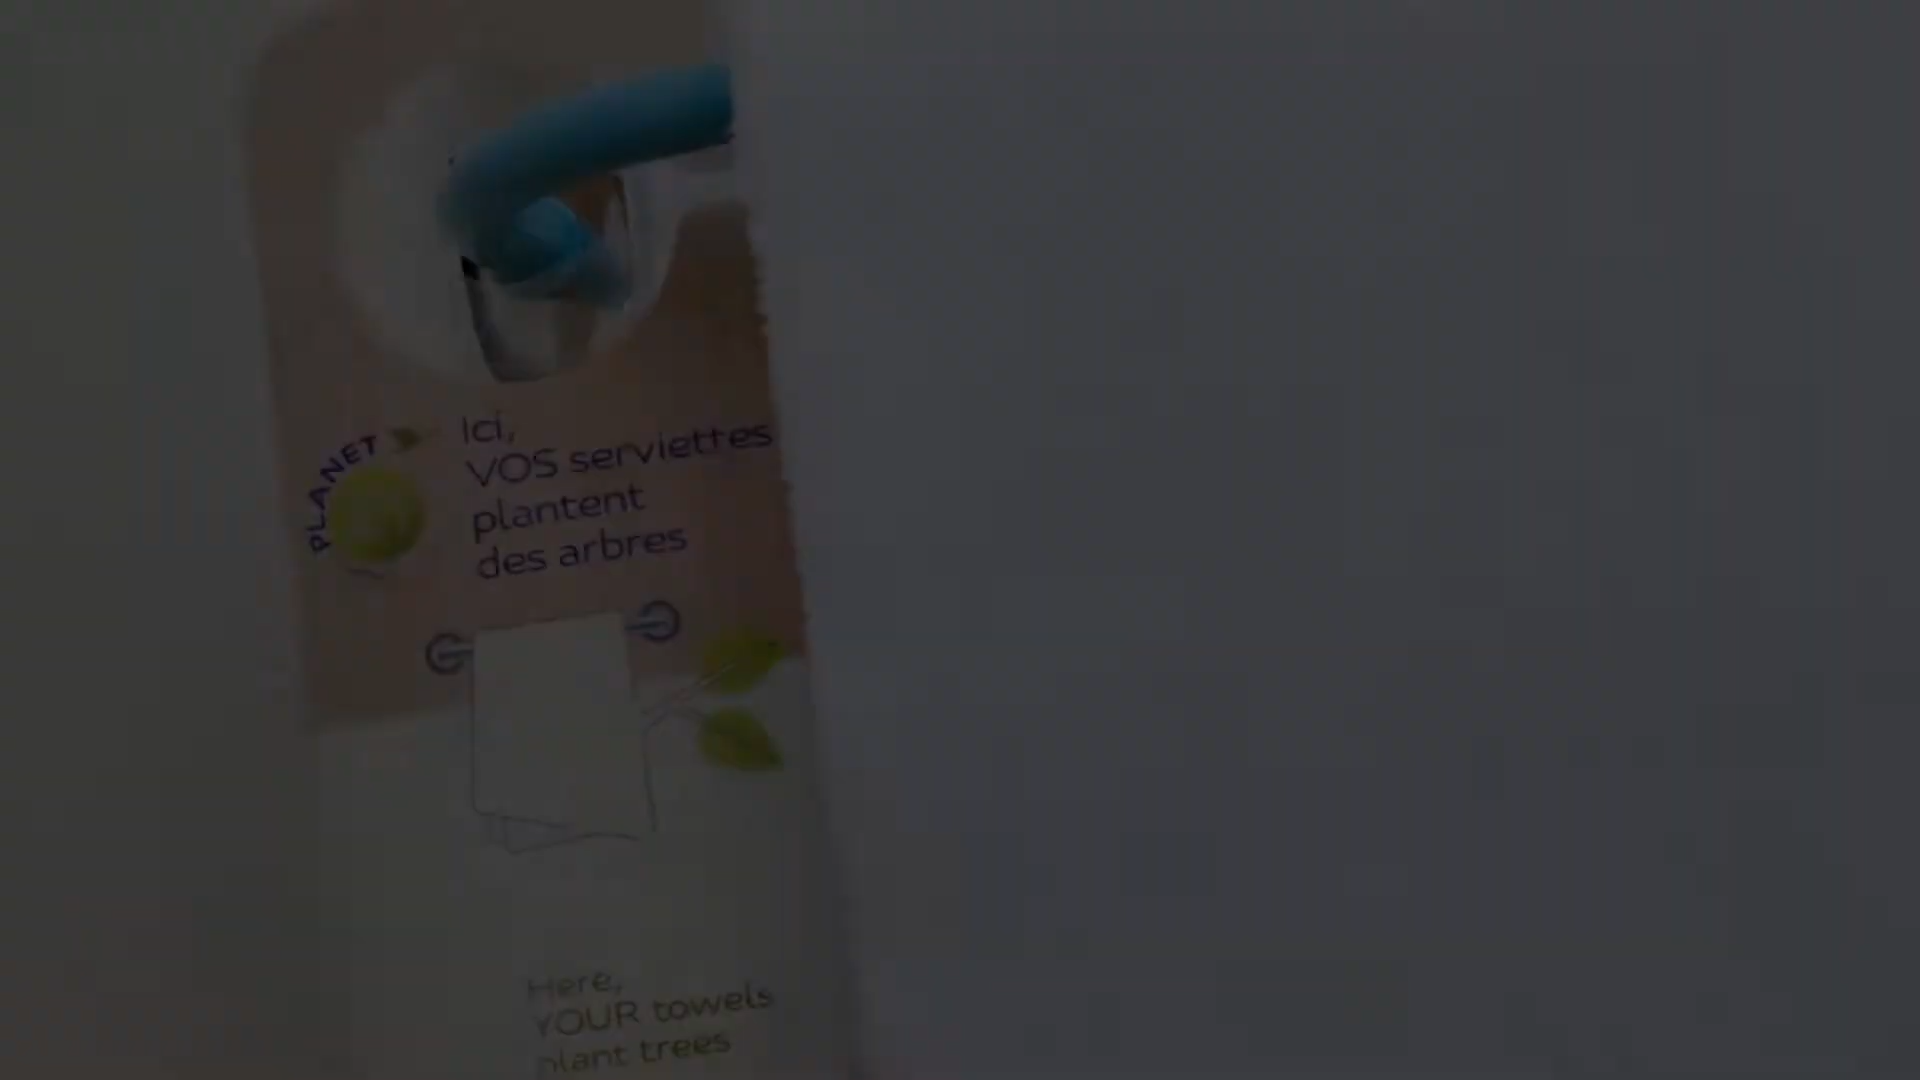 PLANET
Ici,
VOS serviettes
plantent
des arbres
Here,
YOUR towels
plant trees